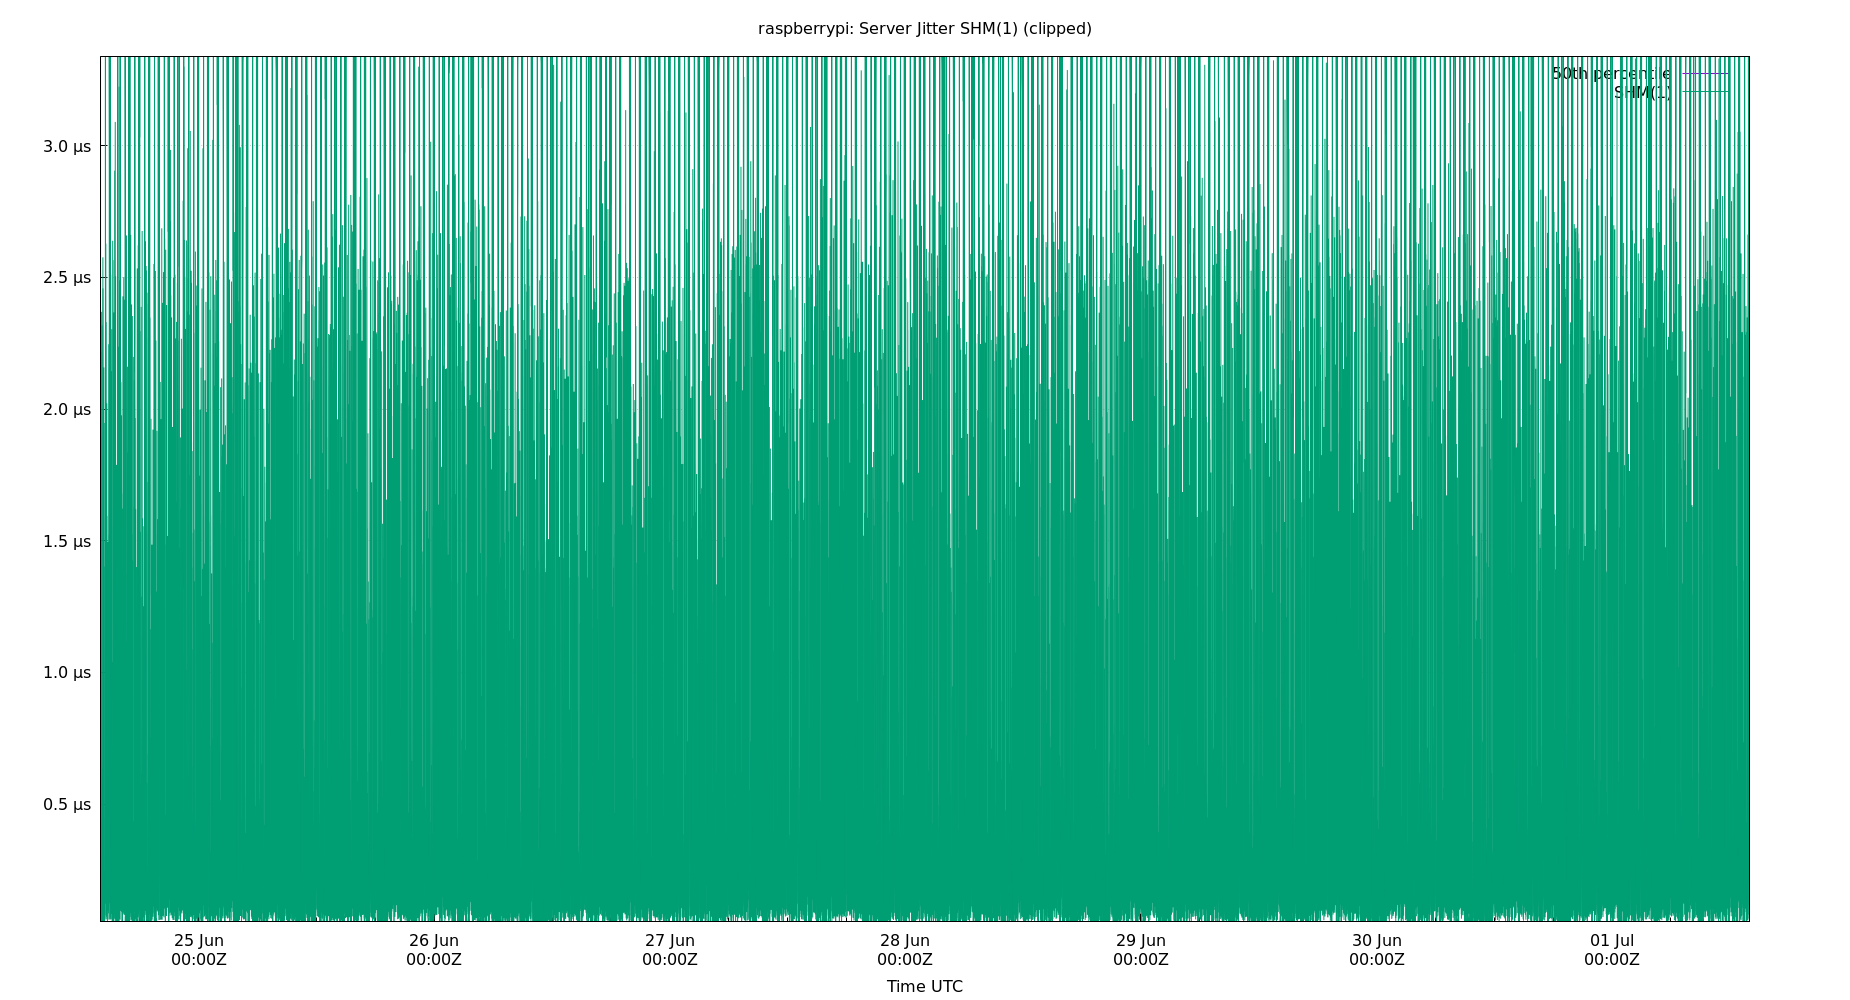 raspberrypi: Server Jitter SHM(1) (clipped)
50th percentile
SHM(1)
3.0 µs
2.5 µs
2.0 µs
1.5 µs
1.0 µs
0.5 µs
25 Jun 26 Jun 27 Jun 28 Jun 29 Jun 30 Jun 01 Jul
00:00Z 00:00Z 00:00Z 00:00Z 00:00Z 00:00Z 00:00Z
Time UTC